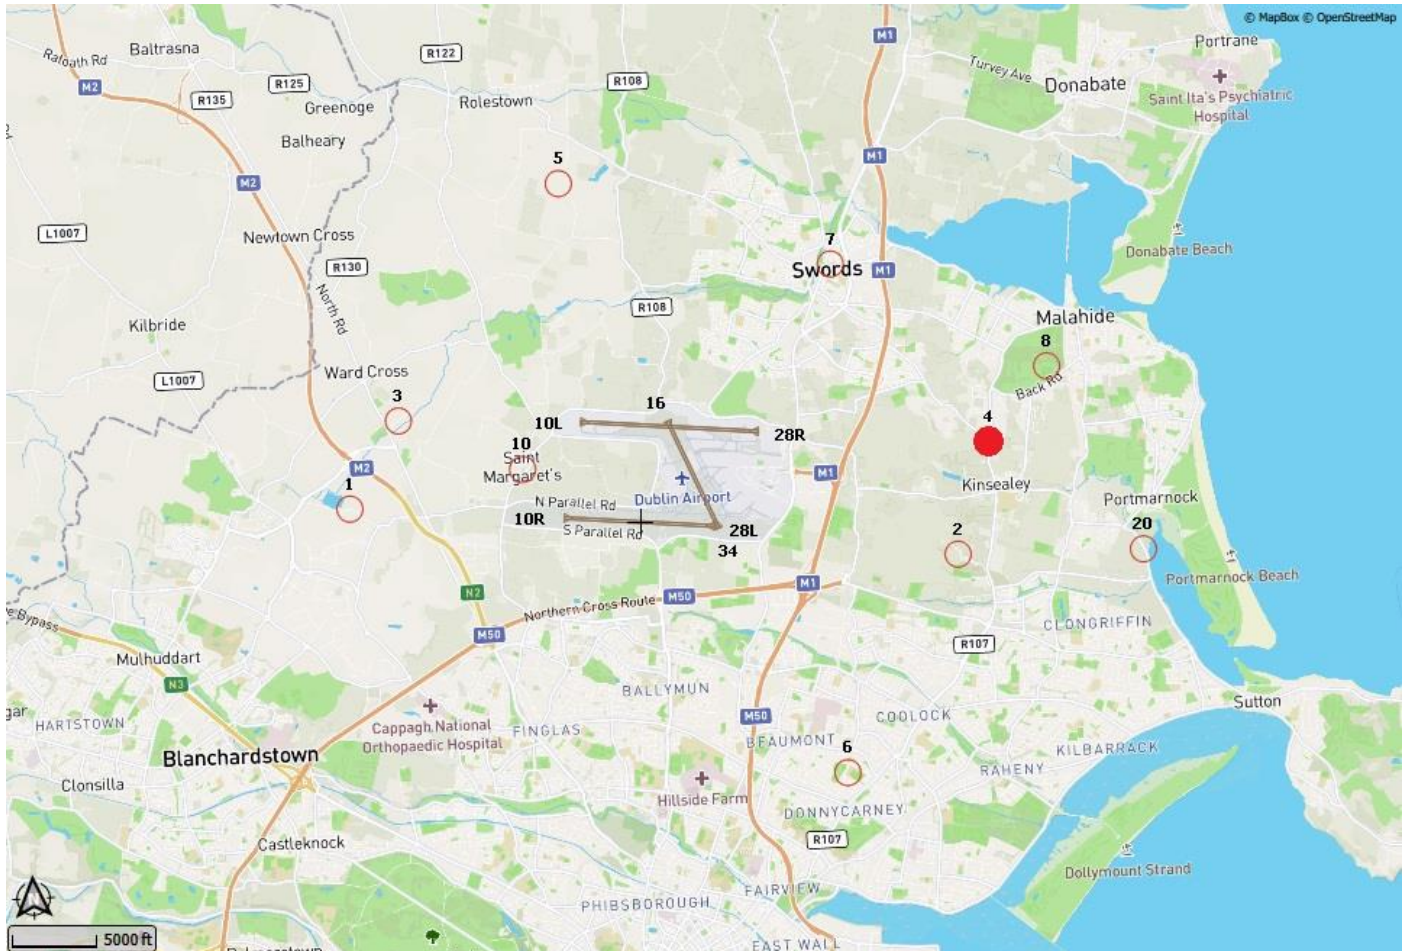 © MapBox © OpenStreetMap
M1
Portrane
Baltrasna
R122
Ratoath Rd
Turvey Ave
Donabate
M2
R125
R108
R135
Greenoge
Rolestown
Saint Ita's Psychiatric
Hospital
Balheary
5
M1
M2
L1007
Newtown Cross
7
Donabate Beach
R130
Swords
M1
North Rd
R108
Kilbride
Malahide
8
Ward Cross
L1007
Back Rd
3
16
4
10L
28R
10
Saint
Margaret's
M2
M1
Kinsealey
1
N Parallel Rd
Dublin Airport
Portmarnock
10R
S Parallel Rd
28L
34
2
20
Portmarnock Beach
M1
N2
Northern Cross Route
M50
e Bypass
CLONGRIFFIN
M50
R107
Mulhuddart
N3
BALLYMUN
Sutton
gar
HARTSTOWN
Cappagh National
Orthopaedic Hospital
FINGLAS
M50
COOLOCK
BEAUMONT
KILBARRACK
Blanchardstown
6
RAHENY
Clonsilla
Hillside Farm
DONNYCARNEY
R107
Castleknock
Dollymount Strand
FAIRVIEW
PHIBSBOROUGH
5000 ft
EAST WALL